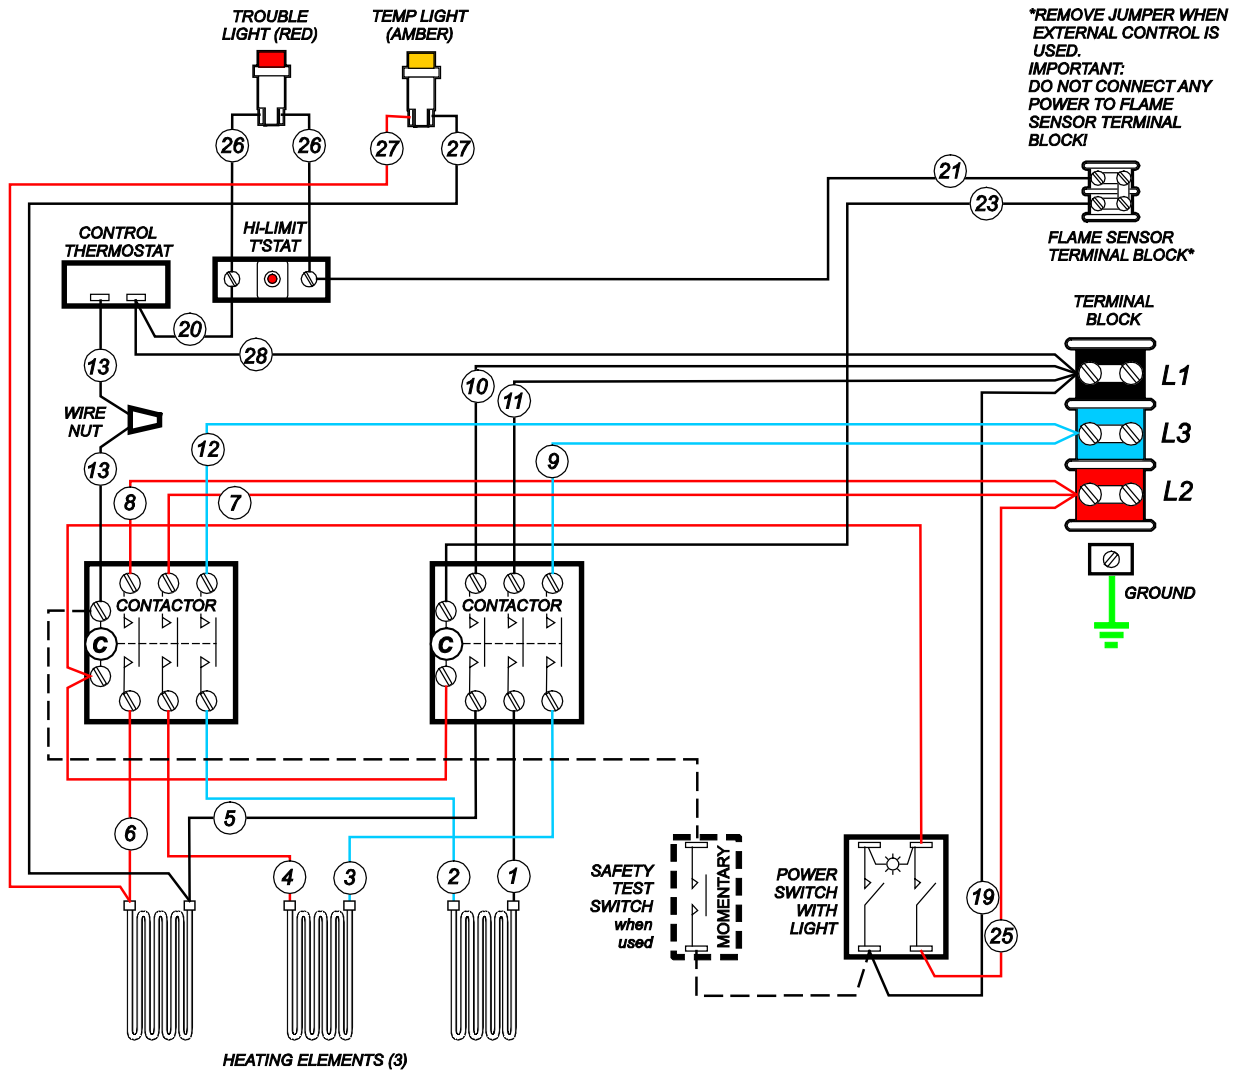 TROUBLE
LIGHT (RED)
TEMP LIGHT
(AMBER)
*REMOVE JUMPER WHEN
EXTERNAL CONTROL IS
USED.
IMPORTANT:
DO NOT CONNECT ANY
POWER TO FLAME
SENSOR TERMINAL
BLOCK!
26
26
27
27
21
23
CONTROL
THERMOSTAT
HI-LIMIT
T'STAT
FLAME SENSOR
TERMINAL BLOCK*
TERMINAL
BLOCK
20
28
13
10
11
L1
WIRE
NUT
12
9
L3
13
8
7
L2
GROUND
CONTACTOR
C
CONTACTOR
C
5
6
4
3
2
1
SAFETY
TEST
SWITCH
when
used
MOMENTARY
POWER
SWITCH
WITH
LIGHT
19
25
HEATING ELEMENTS (3)